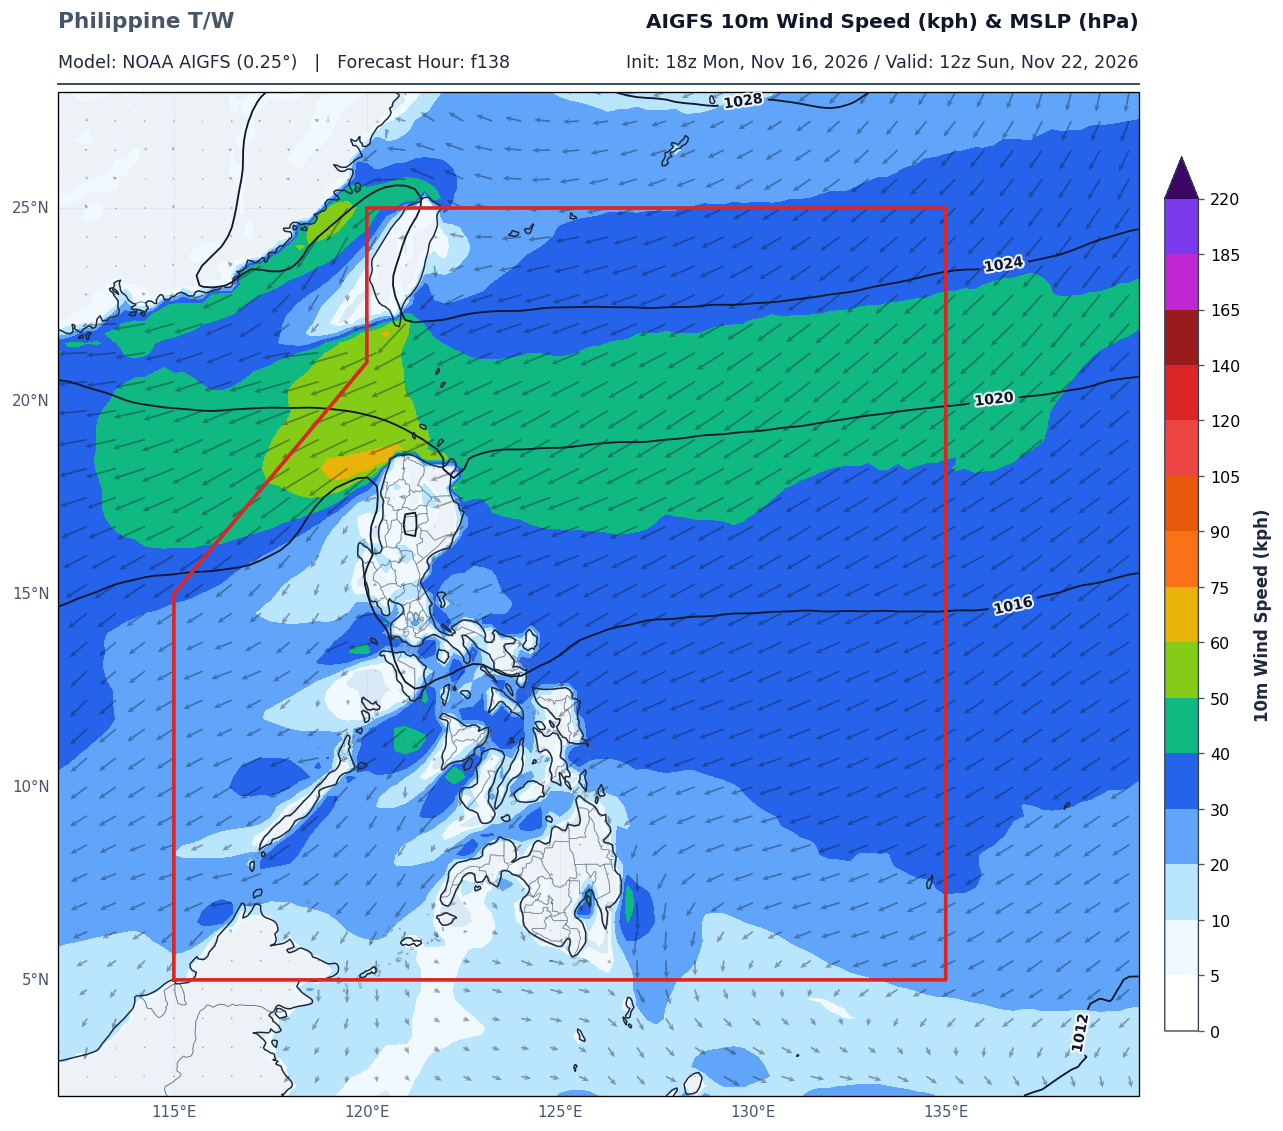 Philippine T/W
AIGFS 10m Wind Speed (kph) & MSLP (hPa)
Model: NOAA AIGFS (0.25°) | Forecast Hour: f138
Init: 18z Mon, Nov 16, 2026 / Valid: 12z Sun, Nov 22, 2026
1028
1024
1020
1016
1012
25°N
20°N
15°N
10°N
5°N
115°E
120°E
125°E
130°E
135°E
220
185
165
140
120
105
90
75
60
50
40
30
20
10
5
0
10m Wind Speed (kph)